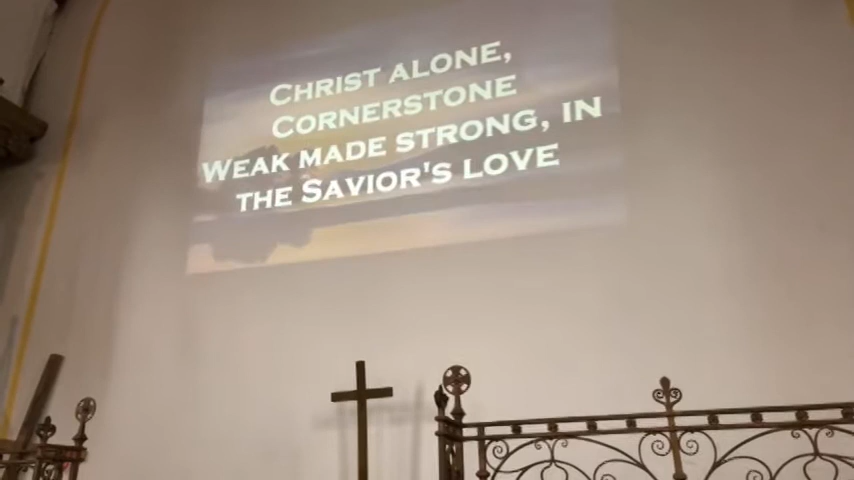 Christ alone,
Cornerstone
Weak made strong, in
the Savior's love